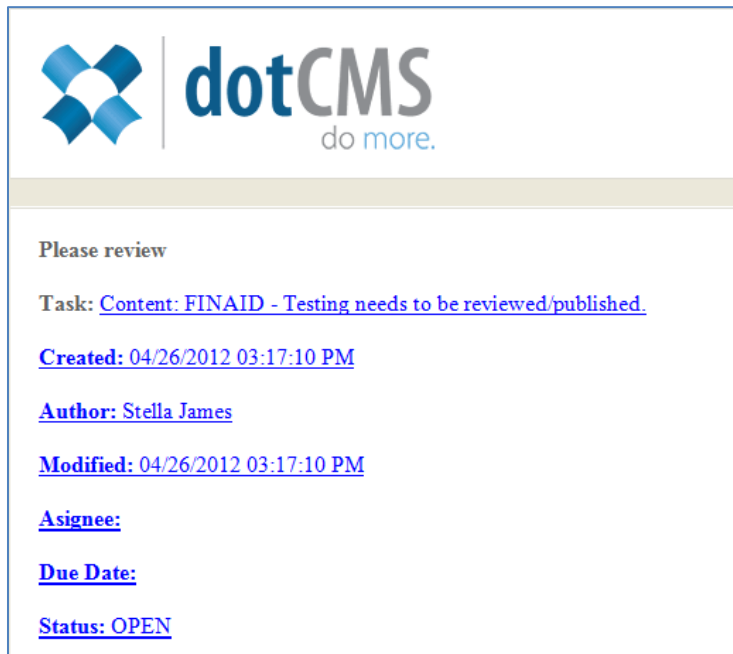 dotCMS
do more.
Please review
Task: Content: FINAID - Testing needs to be reviewed/published.
Created: 04/26/2012 03:17:10 PM
Author: Stella James
Modified: 04/26/2012 03:17:10 PM
Asignee:
Due Date:
Status: OPEN